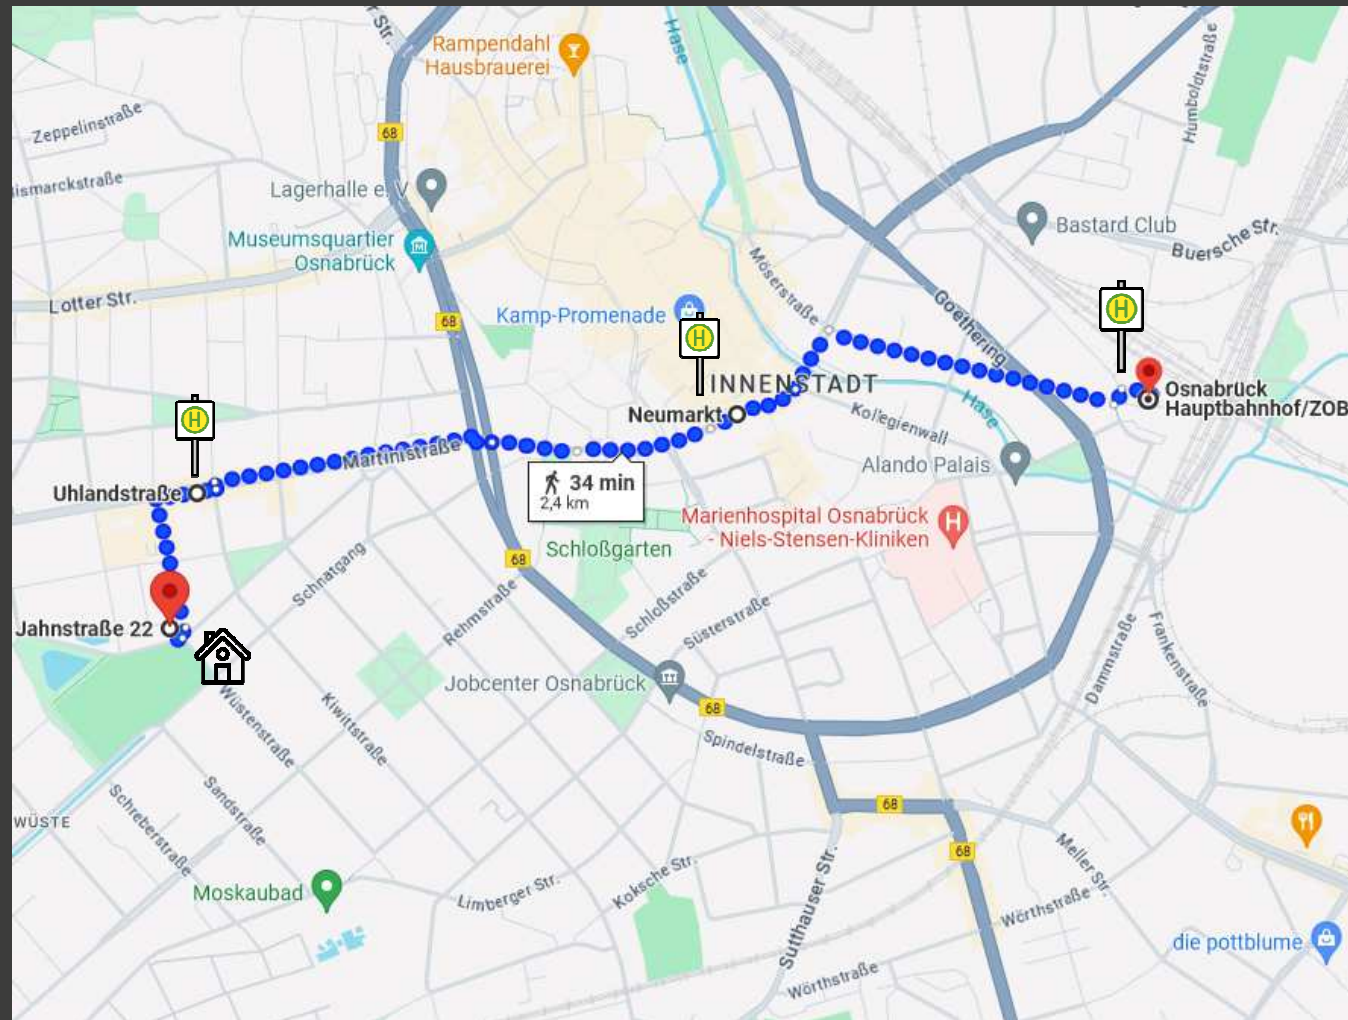 r Str.
Hase
Rampendahl
Hausbrauerei
Humboldtstraße
Zeppelinstraße
68
ismarckstraße
Lagerhalle e. V
Bastard Club
Buersche Str.
Museumsquartier
Osnabrück
Möserstraße
Lotter Str.
Goethering
Kamp-Promenade
H
68
H
INNENSTADT
Osnabrück
Hauptbahnhof/ZOB
Neumarkt
H
Kollegienwall
Hase
Martinistraße
Alando Palais
34 min
2,4 km
Uhlandstraße
Marienhospital Osnabrück
- Niels-Stensen-Kliniken
H
Schloßgarten
68
Schnatgang
Rehmstraße
Schloßstraße
Süsterstraße
Jahnstraße 22
Dammstraße
Frankenstraße
Jobcenter Osnabrück
68
Wüstenstraße
Kiwittstraße
Spindelstraße
68
Sandstraße
Schreberstraße
WÜSTE
68
Meller Str.
Moskaubad
Limberger Str.
Koksche Str.
Sutthauser Str.
Wörthstraße
die pottblume
Wörthstraße